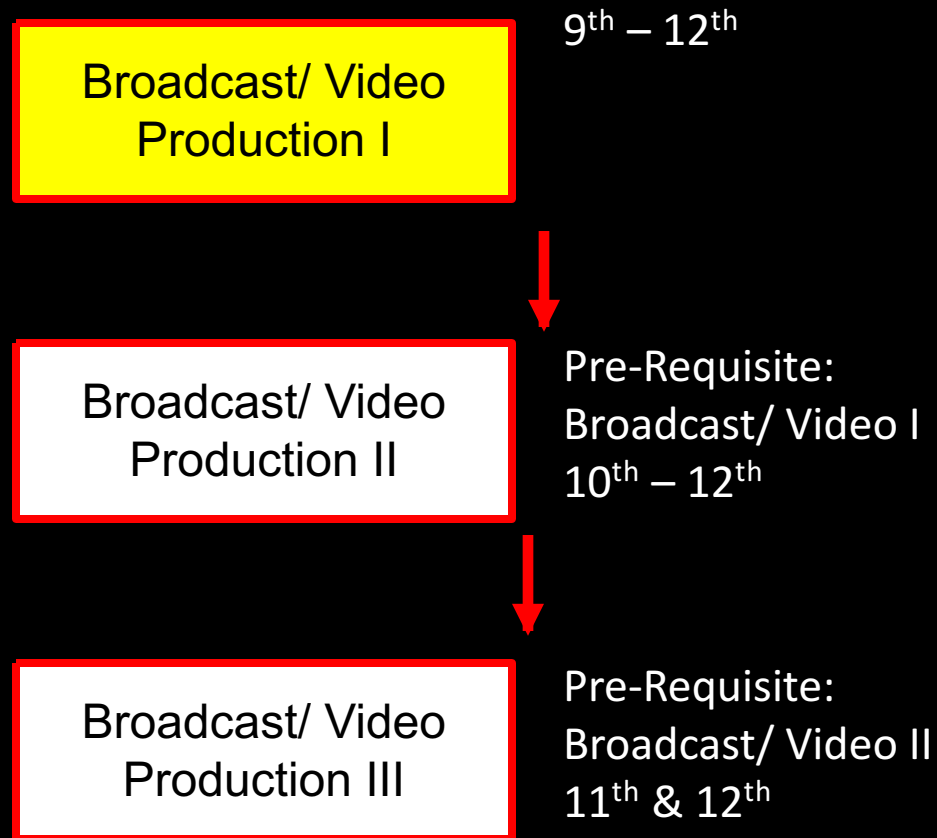 9th – 12th
Broadcast/ Video
Production I
Broadcast/ Video
Production II
Pre-Requisite:
Broadcast/ Video I
10th – 12th
Broadcast/ Video
Production III
Pre-Requisite:
Broadcast/ Video II
11th & 12th